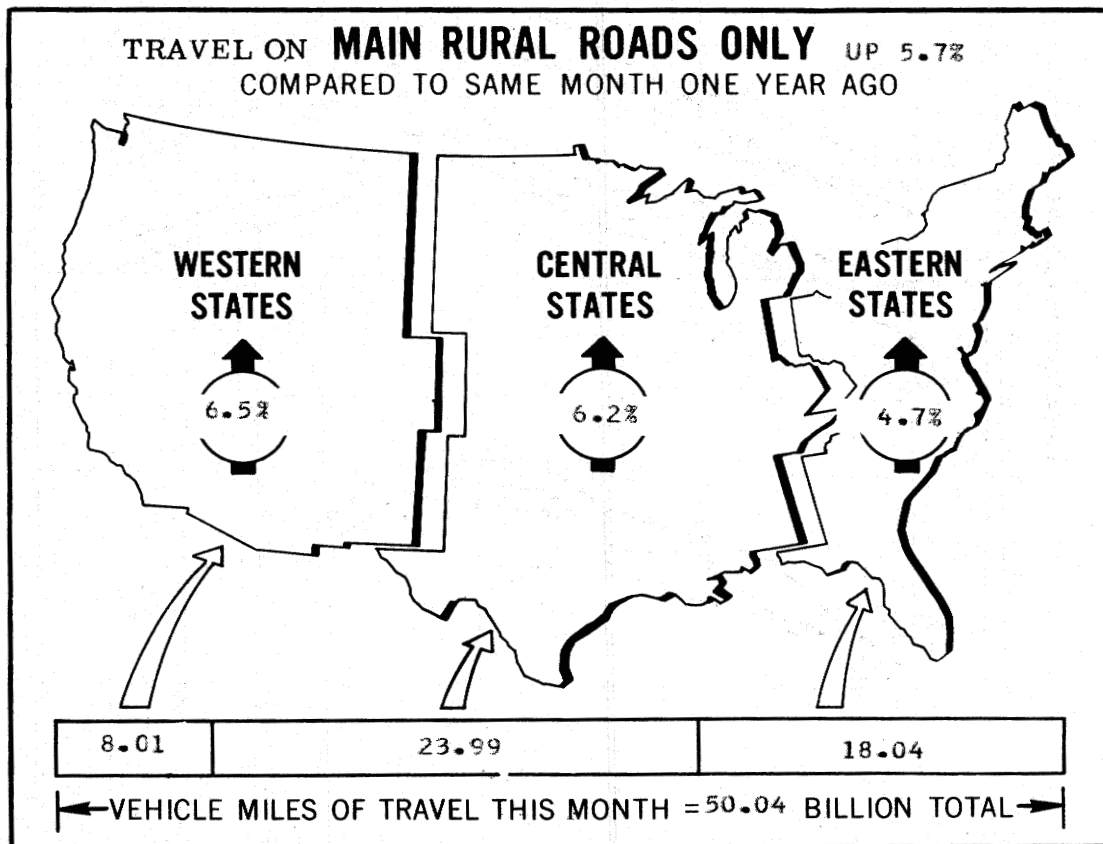 TRAVEL ON MAIN RURAL ROADS ONLY UP 5.7%
COMPARED TO SAME MONTH ONE YEAR AGO
WESTERN
STATES
6.5%
CENTRAL
STATES
6.2%
EASTERN
STATES
4.7%
8.01 23.99 18.04
VEHICLE MILES OF TRAVEL THIS MONTH = 50.04 BILLION TOTAL